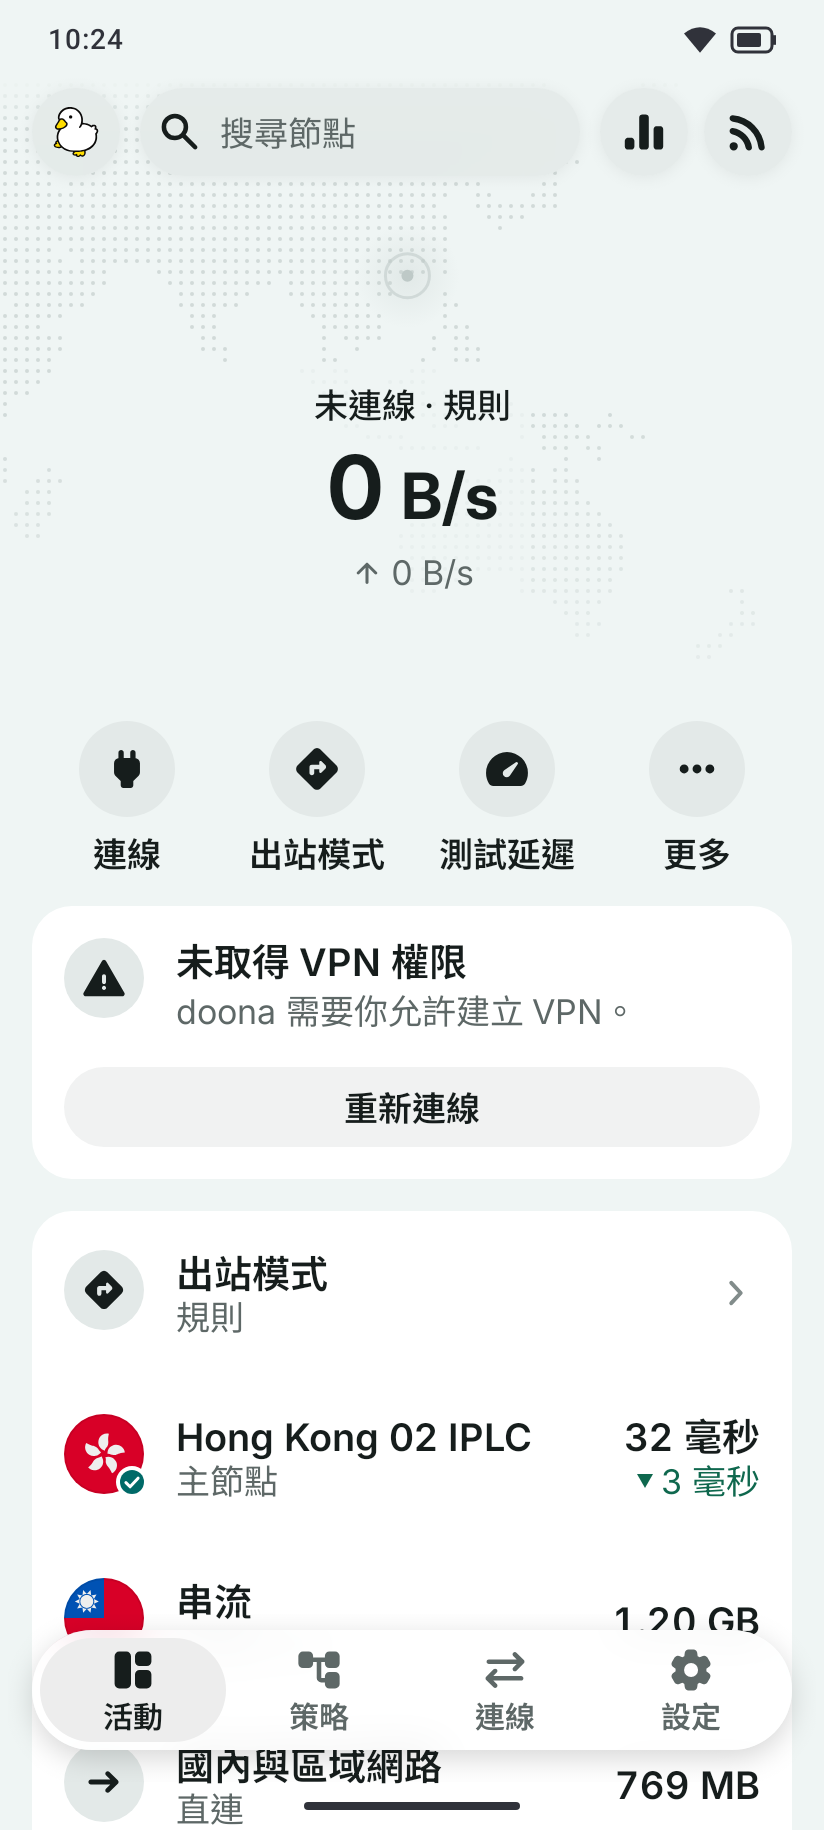 10:24
搜尋節點
未連線 · 規則
0 B/s
↑ 0 B/s
連線
出站模式
測試延遲
更多
未取得 VPN 權限
doona 需要你允許建立 VPN。
重新連線
出站模式
規則
Hong Kong 02 IPLC
32 毫秒
主節點
▼3 毫秒
串流
1.20 GB
活動
策略
連線
設定
國內與區域網路
769 MB
直連